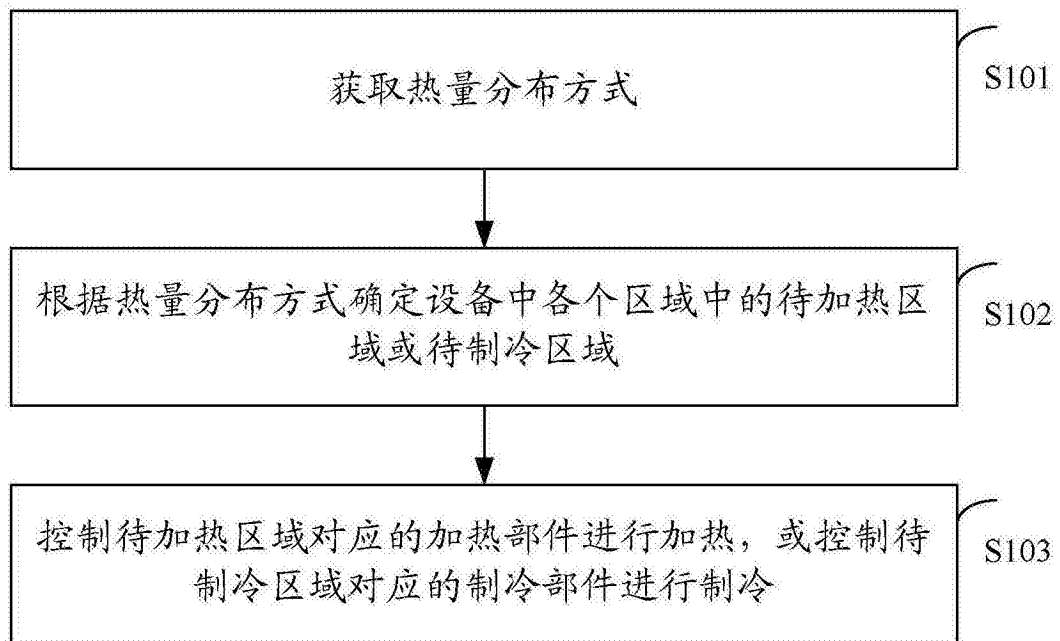 获取热量分布方式
S101
根据热量分布方式确定设备中各个区域中的待加热区
域或待制冷区域
S102
控制待加热区域对应的加热部件进行加热，或控制待
制冷区域对应的制冷部件进行制冷
S103